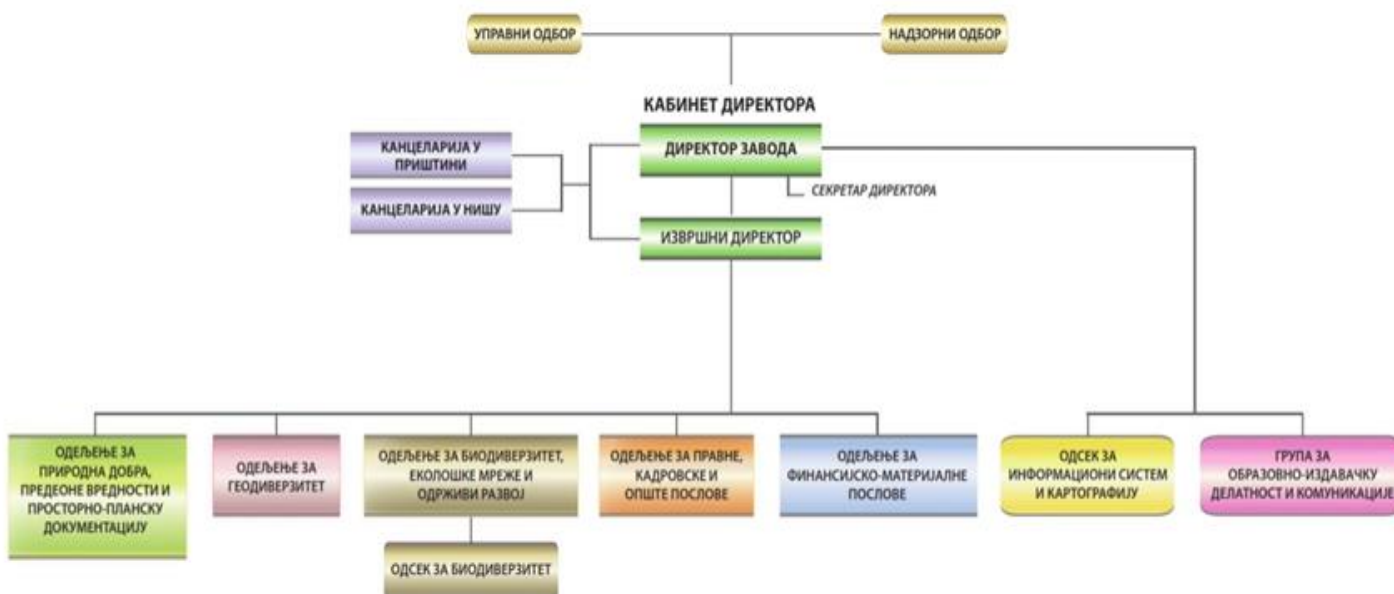 УПРАВНИ ОДБОР
НАДЗОРНИ ОДБОР
КАБИНЕТ ДИРЕКТОРА
ДИРЕКТОР ЗАВОДА
КАНЦЕЛАРИЈА У
ПРИШТИНИ
СЕКРЕТАР ДИРЕКТОРА
КАНЦЕЛАРИЈА У НИШУ
ИЗВРШНИ ДИРЕКТОР
ОДЕЉЕЊЕ ЗА
ПРИРОДНА ДОБРА,
ПРЕДЕОНЕ ВРЕДНОСТИ И
ПРОСТОРНО-ПЛАНСКУ
ДОКУМЕНТАЦИЈУ
ОДЕЉЕЊЕ ЗА
ГЕОДИВЕРЗИТЕТ
ОДЕЉЕЊЕ ЗА БИОДИВЕРЗИТЕТ,
ЕКОЛОШКЕ МРЕЖЕ И
ОДРЖИВИ РАЗВОЈ
ОДЕЉЕЊЕ ЗА ПРАВНЕ,
КАДРОВСКЕ И
ОПШТЕ ПОСЛОВЕ
ОДЕЉЕЊЕ ЗА
ФИНАНСИЈСКО-МАТЕРИЈАЛНЕ
ПОСЛОВЕ
ОДСЕК ЗА
ИНФОРМАЦИОНИ СИСТЕМ
И КАРТОГРАФИЈУ
ГРУПА ЗА
ОБРАЗОВНО-ИЗДАВАЧКУ
ДЕЛАТНОСТ И КОМУНИКАЦИЈЕ
ОДСЕК ЗА БИОДИВЕРЗИТЕТ